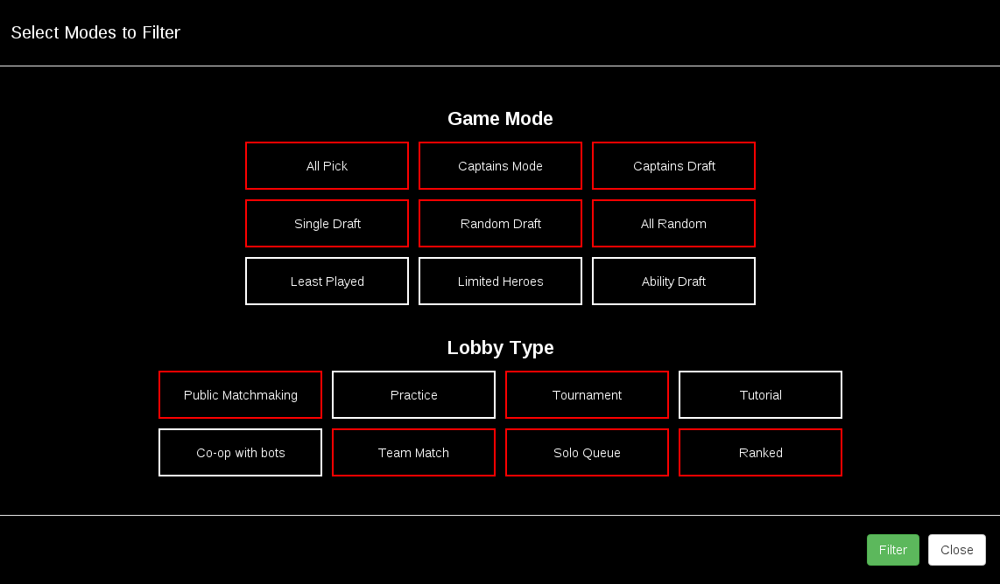 Select Modes to Filter
Game Mode
All Pick
Captains Mode
Captains Draft
Single Draft
Random Draft
All Random
Least Played
Limited Heroes
Ability Draft
Lobby Type
Public Matchmaking
Practice
Tournament
Tutorial
Co-op with bots
Team Match
Solo Queue
Ranked
Filter
Close